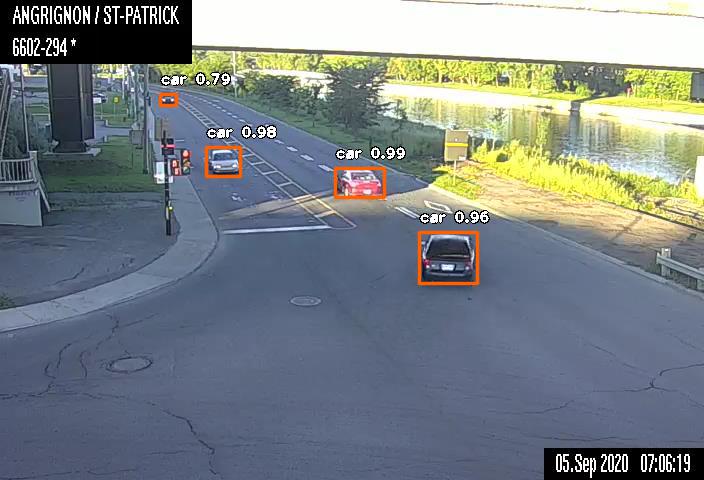 ANGRIGNON / ST-PATRICK
6602-294 *
car 0.79
car 0.98
car 0.99
car 0.96
05.Sep 2020 07:06:19